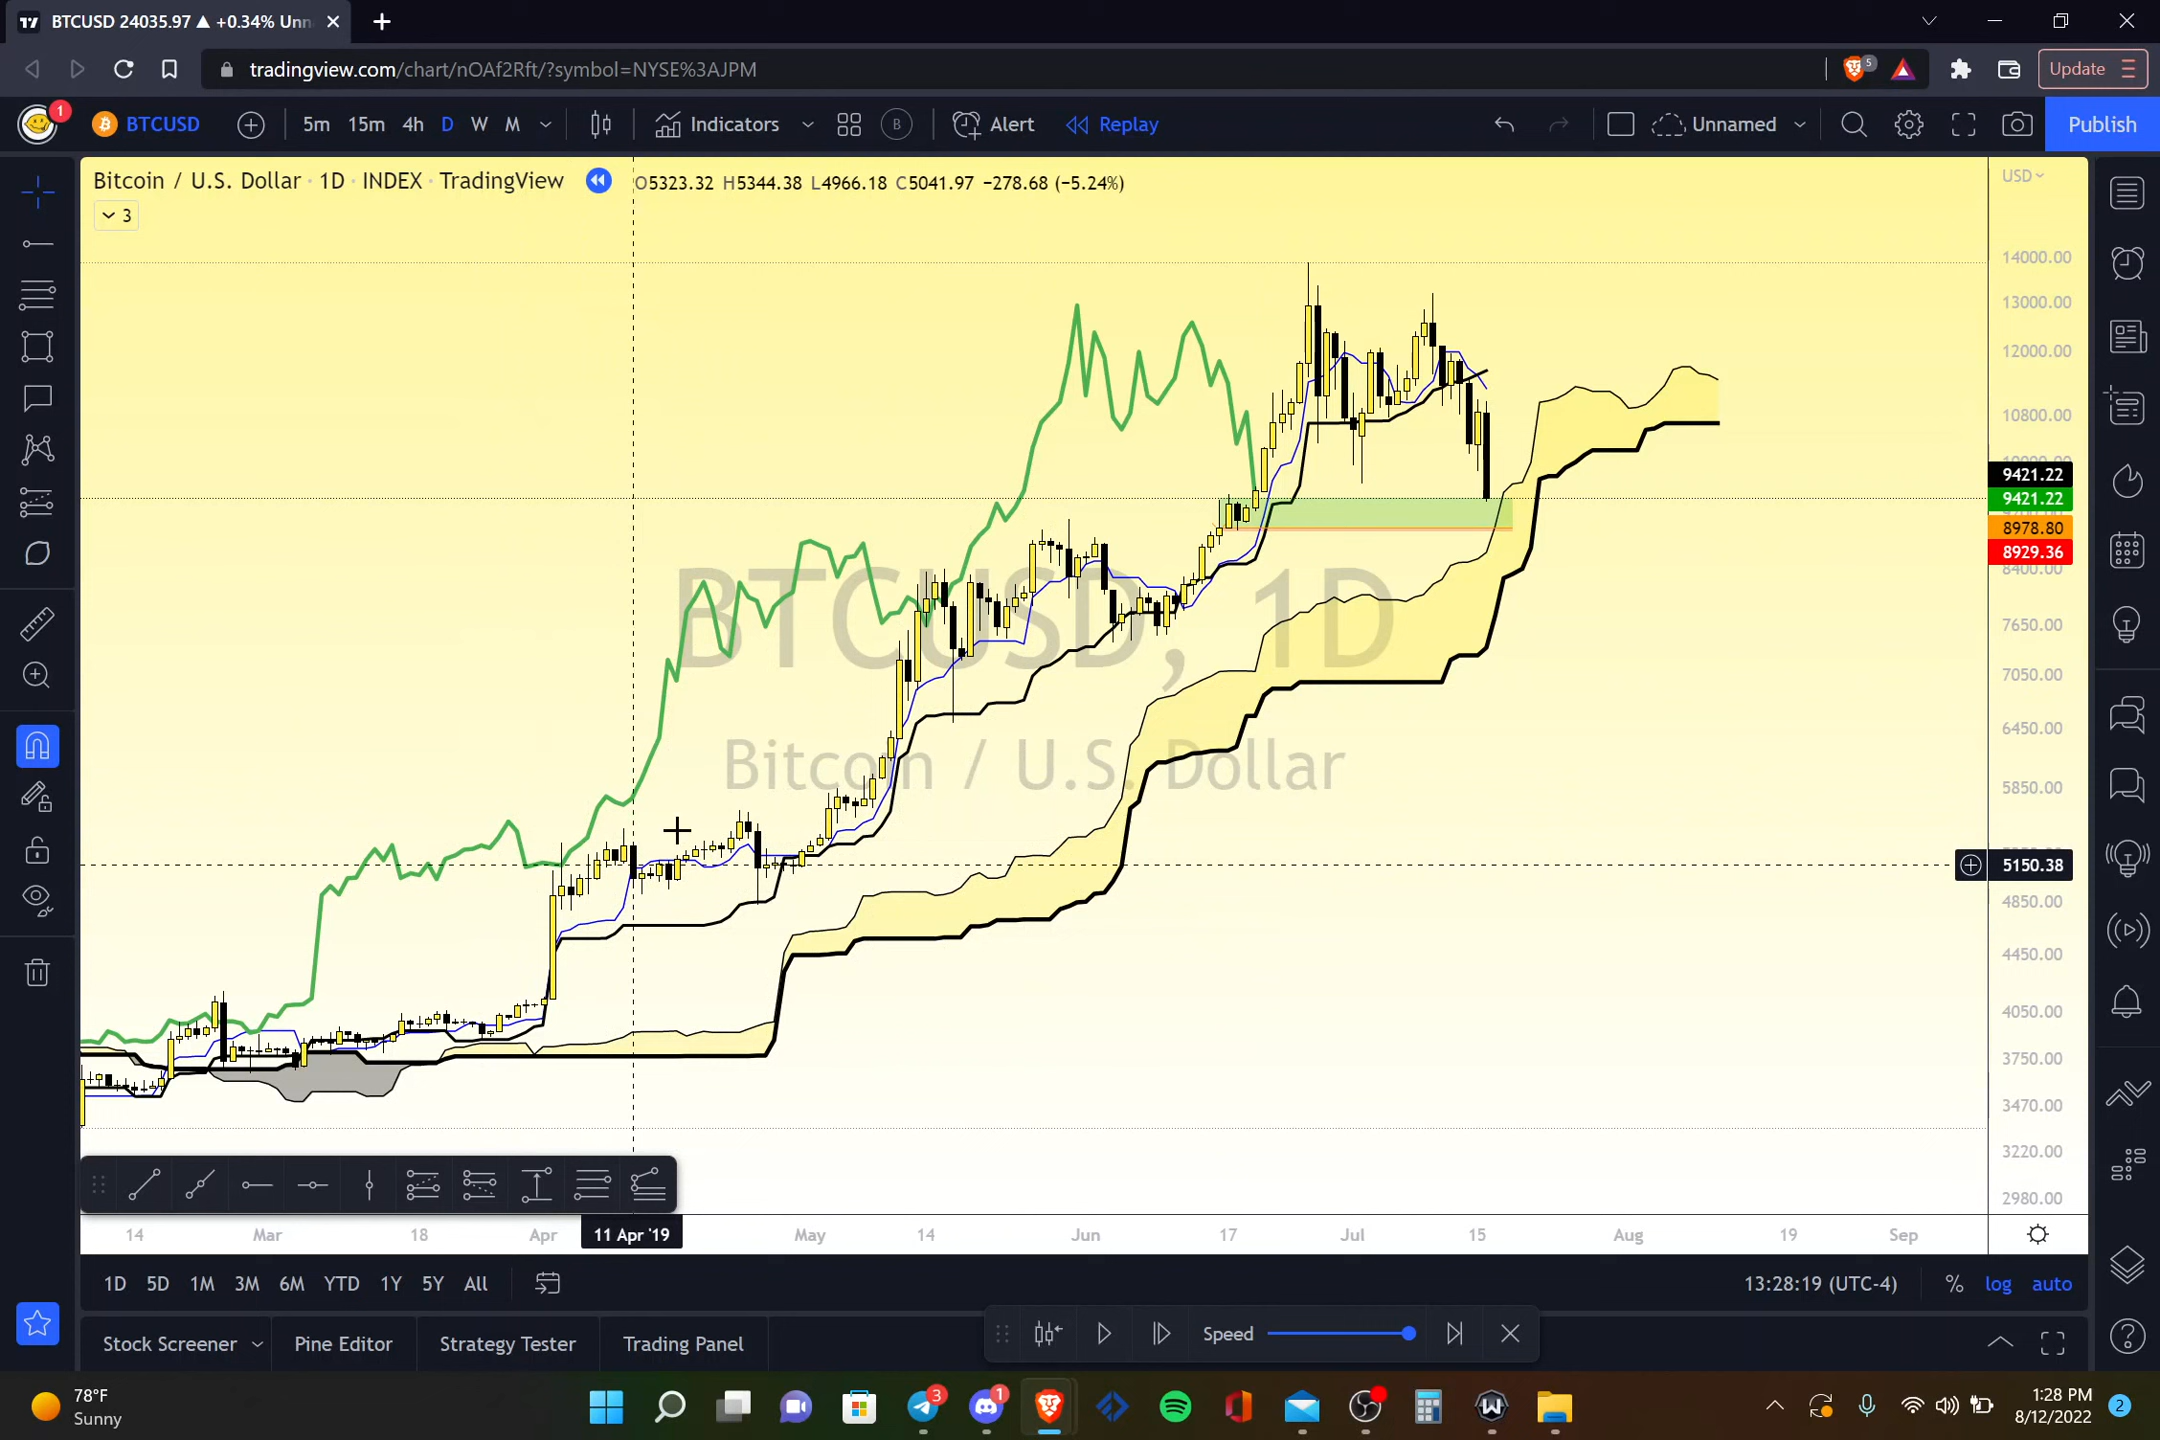 BTCUSD 24035.97 ▲ +0.34% Unn
tradingview.com/chart/nOAf2Rft/?symbol=NYSE%3AJPM
5
Update
1
BTCUSD
5m 15m 4h D W M
Indicators
B
Alert
Replay
Unnamed
Publish
Bitcoin / U.S. Dollar · 1D · INDEX · TradingView
O5323.32 H5344.38 L4966.18 C5041.97 −278.68 (−5.24%)
3
USD
14000.00
13000.00
12000.00
10800.00
9421.22
9421.22
8978.80
8929.36
8400.00
7650.00
7050.00
6450.00
5850.00
5150.38
4850.00
4450.00
4050.00
3750.00
3470.00
3220.00
2980.00
BTCUSD, 1D
Bitcoin / U.S. Dollar
14 Mar 18 Apr 11 Apr '19 May 14 Jun 17 Jul 15 Aug 19 Sep
1D 5D 1M 3M 6M YTD 1Y 5Y All
13:28:19 (UTC-4) % log auto
Stock Screener Pine Editor Strategy Tester Trading Panel
Speed
78°F
Sunny
3
1
1:28 PM
8/12/2022
2